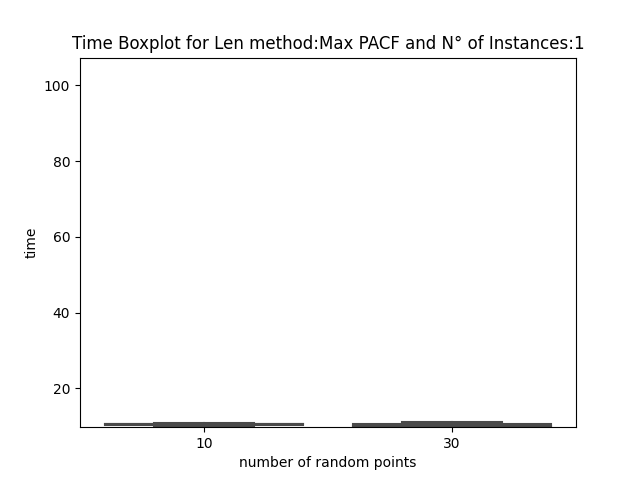 Time Boxplot for Len method:Max PACF and N° of Instances:1
100
80
60
40
20
time
10
30
number of random points